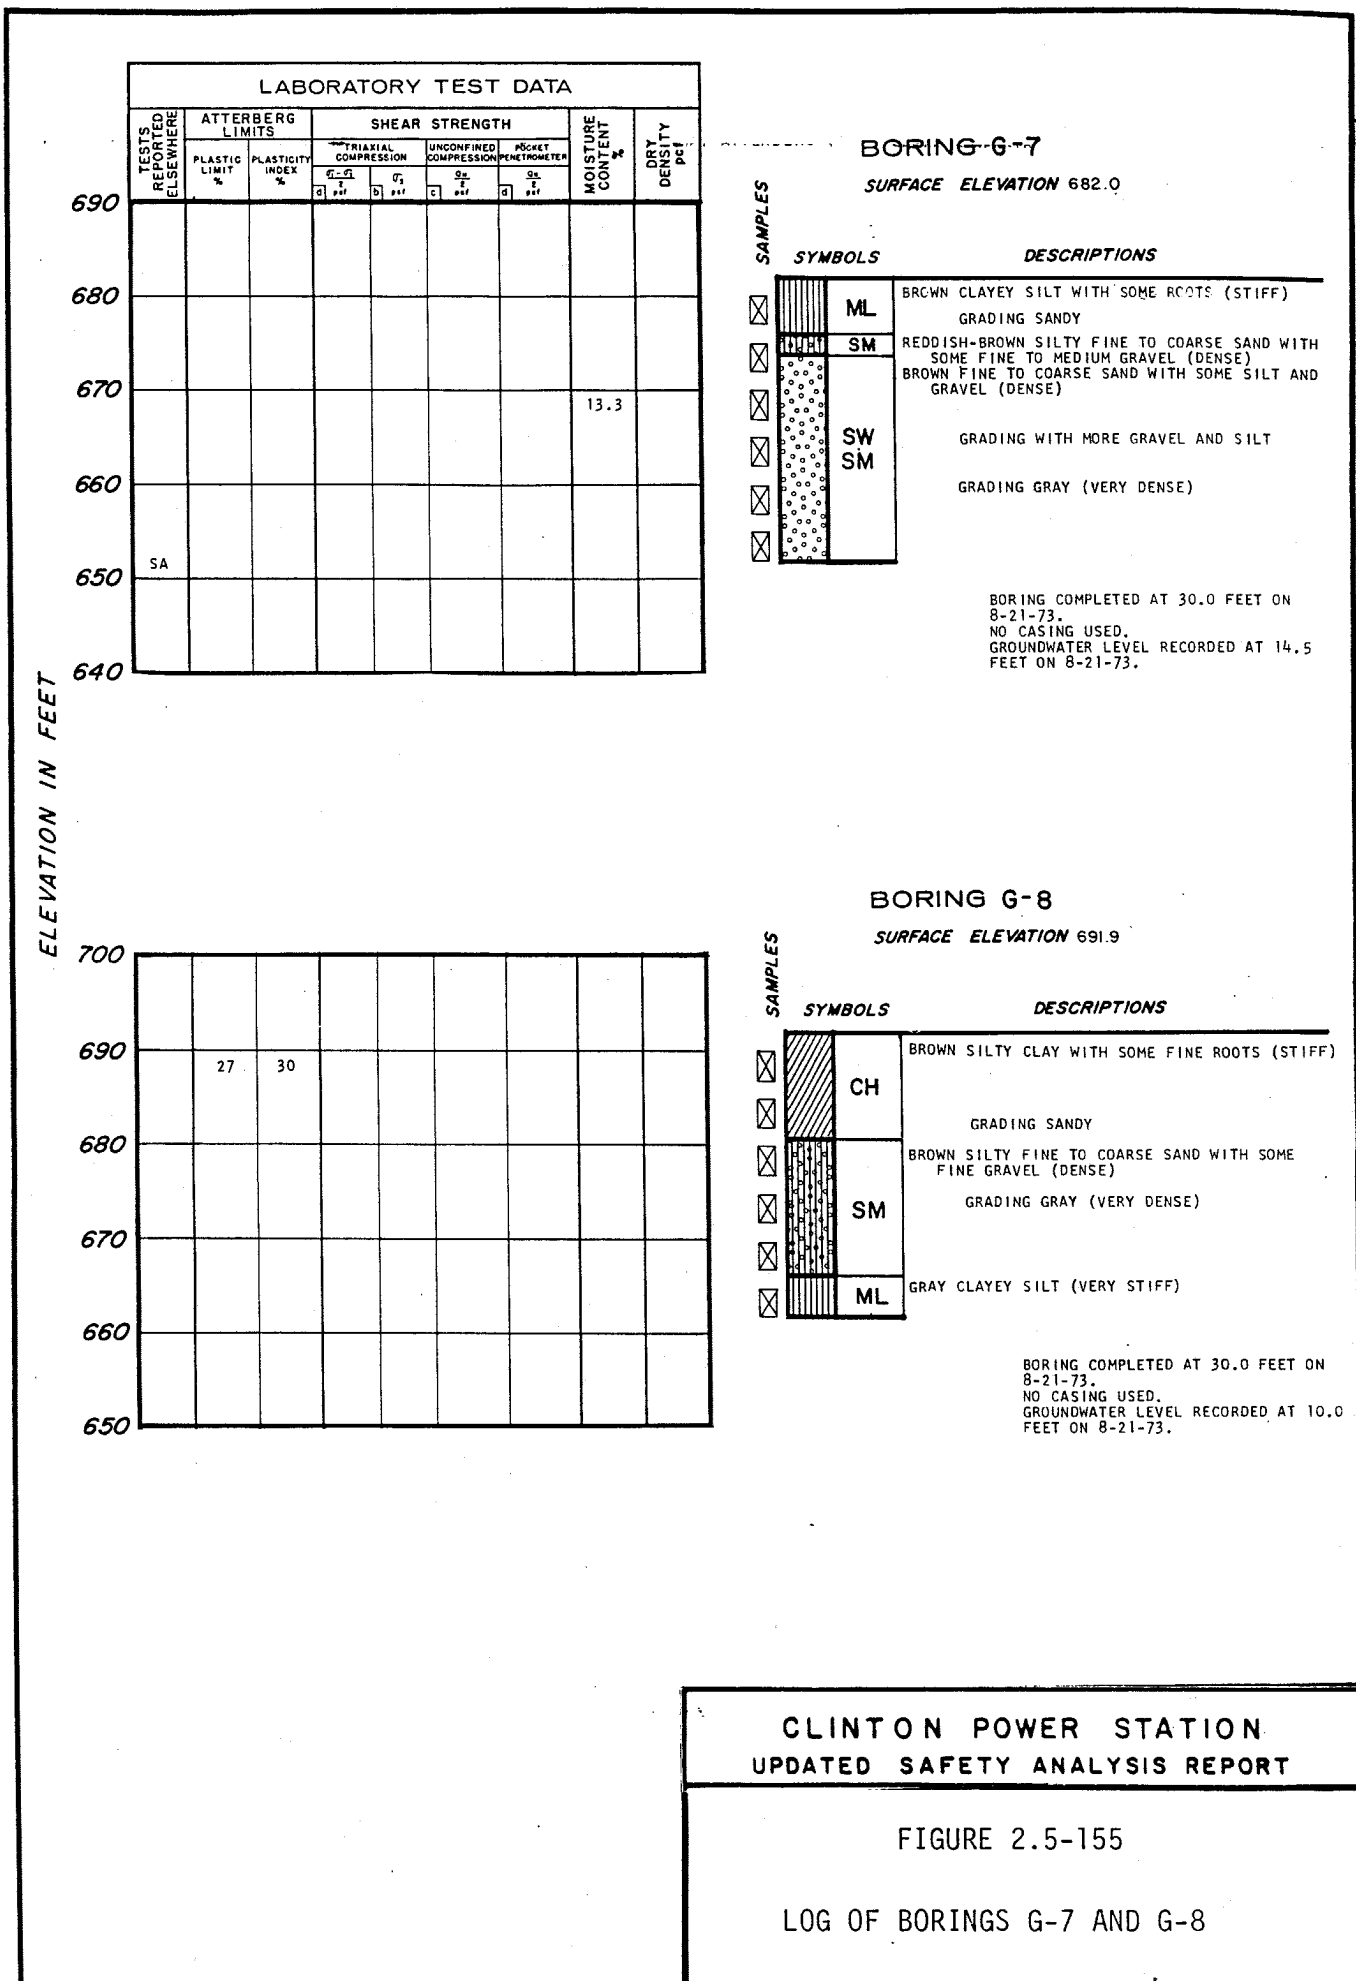 LABORATORY TEST DATA
TESTS REPORTED ELSEWHERE
ATTERBERG LIMITS
SHEAR STRENGTH
MOISTURE CONTENT %
DRY DENSITY pcf
PLASTIC LIMIT %
PLASTICITY INDEX %
TRIAXIAL COMPRESSION
UNCONFINED COMPRESSION
POCKET PENETROMETER
a psf
b psf
c psf
d psf
690
680
670
660
650
640
13.3
SA
ELEVATION IN FEET
BORING G-7
SURFACE ELEVATION 682.0
SAMPLES
SYMBOLS
DESCRIPTIONS
ML
BROWN CLAYEY SILT WITH SOME ROOTS (STIFF)
GRADING SANDY
SM
REDDISH-BROWN SILTY FINE TO COARSE SAND WITH
SOME FINE TO MEDIUM GRAVEL (DENSE)
BROWN FINE TO COARSE SAND WITH SOME SILT AND
GRAVEL (DENSE)
SW
SM
GRADING WITH MORE GRAVEL AND SILT
GRADING GRAY (VERY DENSE)
BORING COMPLETED AT 30.0 FEET ON
8-21-73.
NO CASING USED.
GROUNDWATER LEVEL RECORDED AT 14.5
FEET ON 8-21-73.
700
690
680
670
660
650
27
30
BORING G-8
SURFACE ELEVATION 691.9
SAMPLES
SYMBOLS
DESCRIPTIONS
CH
BROWN SILTY CLAY WITH SOME FINE ROOTS (STIFF)
GRADING SANDY
SM
BROWN SILTY FINE TO COARSE SAND WITH SOME
FINE GRAVEL (DENSE)
GRADING GRAY (VERY DENSE)
ML
GRAY CLAYEY SILT (VERY STIFF)
BORING COMPLETED AT 30.0 FEET ON
8-21-73.
NO CASING USED.
GROUNDWATER LEVEL RECORDED AT 10.0
FEET ON 8-21-73.
CLINTON POWER STATION
UPDATED SAFETY ANALYSIS REPORT
FIGURE 2.5-155
LOG OF BORINGS G-7 AND G-8